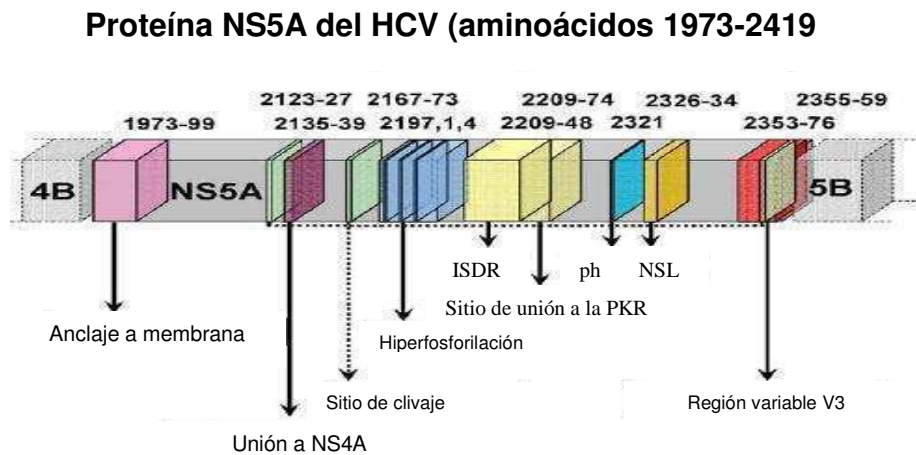 Proteína NS5A del HCV (aminoácidos 1973-2419
2123-27 2167-73 2209-74 2326-34 2355-59
1973-99 2135-39 2197,1,4 2209-48 2321 2353-76
4B NS5A 5B
ISDR ph NSL
Sitio de unión a la PKR
Anclaje a membrana
Hiperfosforilación
Sitio de clivaje
Región variable V3
Unión a NS4A